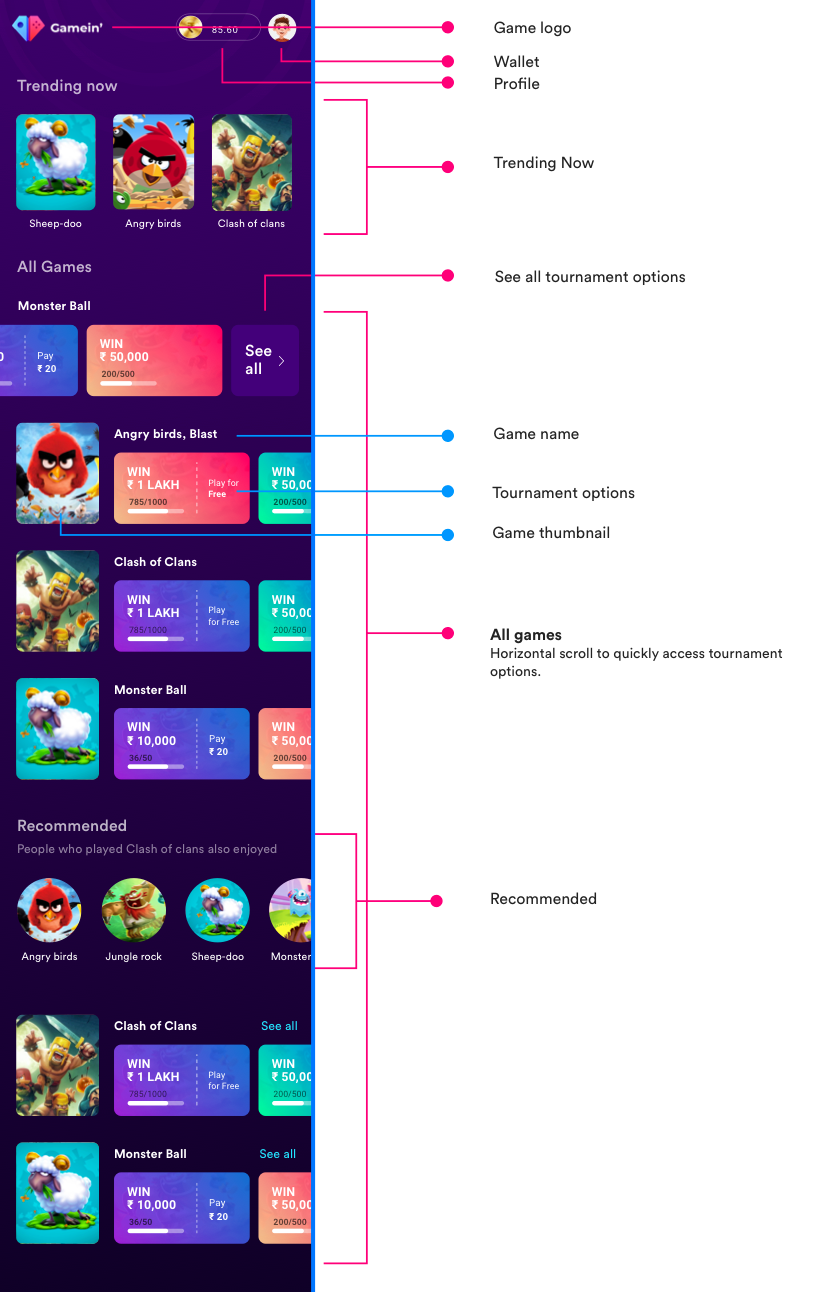 Gamein'
85.60
Game logo
Wallet
Profile
Trending now
Trending Now
Sheep-doo
Angry birds
Clash of clans
All Games
See all tournament options
Monster Ball
0
Pay
₹ 20
WIN
₹ 50,000
200/500
See
all
Angry birds, Blast
Game name
WIN
₹ 1 LAKH
785/1000
Play for
Free
WIN
₹ 50,00
200/500
Tournament options
Game thumbnail
Clash of Clans
WIN
₹ 1 LAKH
785/1000
Play
for Free
WIN
₹ 50,00
200/500
All games
Horizontal scroll to quickly access tournament
options.
Monster Ball
WIN
₹ 10,000
36/50
Pay
₹ 20
WIN
₹ 50,00
200/500
Recommended
People who played Clash of clans also enjoyed
Recommended
Angry birds
Jungle rock
Sheep-doo
Monster
Clash of Clans
See all
WIN
₹ 1 LAKH
785/1000
Play
for Free
WIN
₹ 50,00
200/500
Monster Ball
See all
WIN
₹ 10,000
36/50
Pay
₹ 20
WIN
₹ 50,00
200/500